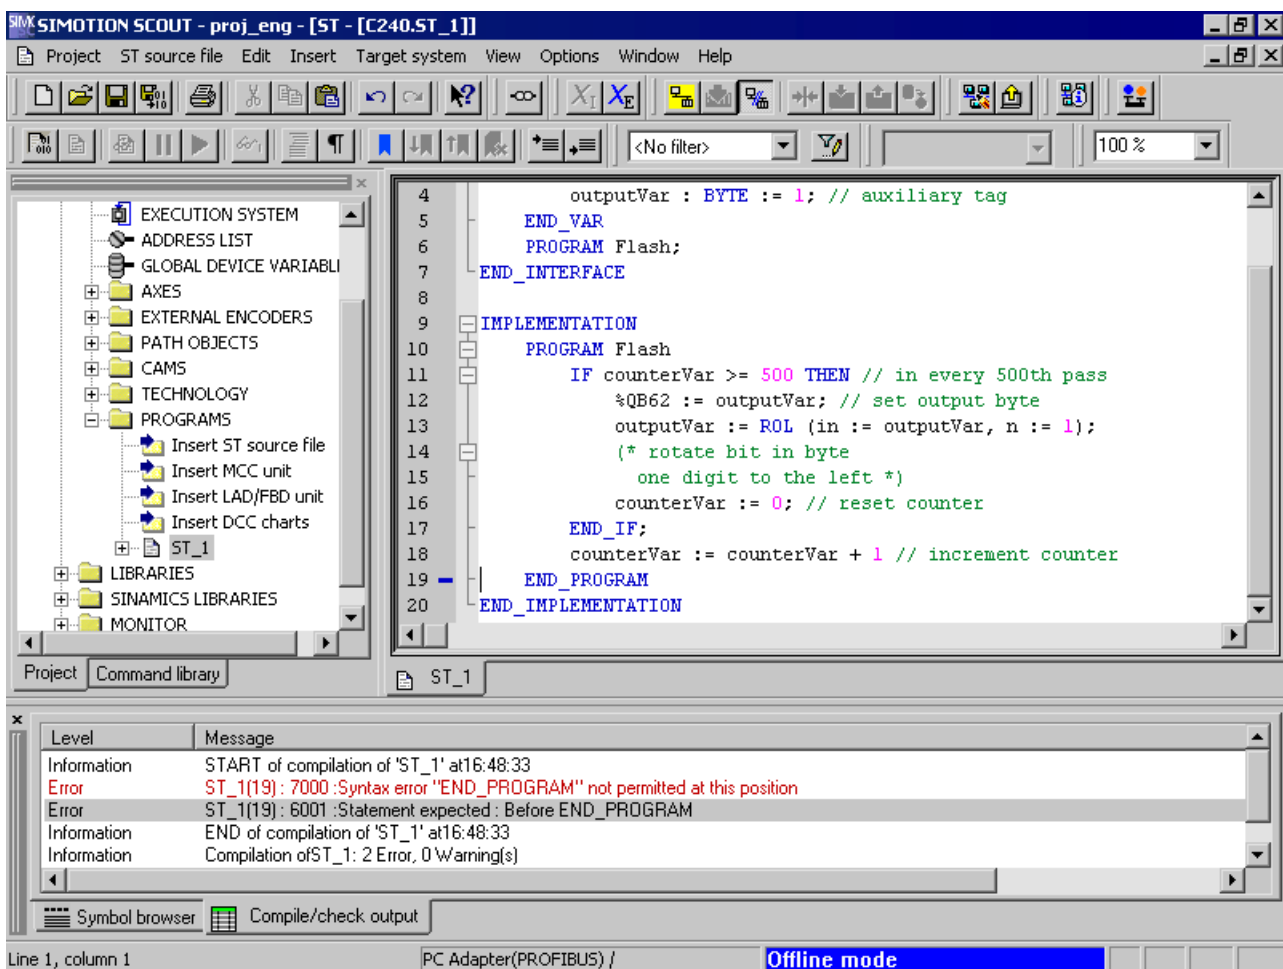 SIMOTION SCOUT - proj_eng - [ST - [C240.ST_1]]
Project ST source file Edit Insert Target system View Options Window Help
<No filter>
100 %
EXECUTION SYSTEM
ADDRESS LIST
GLOBAL DEVICE VARIABLI
AXES
EXTERNAL ENCODERS
PATH OBJECTS
CAMS
TECHNOLOGY
PROGRAMS
Insert ST source file
Insert MCC unit
Insert LAD/FBD unit
Insert DCC charts
ST_1
LIBRARIES
SINAMICS LIBRARIES
MONITOR
Project Command library
4 outputVar : BYTE := 1; // auxiliary tag
5 END_VAR
6 PROGRAM Flash;
7 END_INTERFACE
8
9 IMPLEMENTATION
10 PROGRAM Flash
11 IF counterVar >= 500 THEN // in every 500th pass
12 %QB62 := outputVar; // set output byte
13 outputVar := ROL (in := outputVar, n := 1);
14 (* rotate bit in byte
15 one digit to the left *)
16 counterVar := 0; // reset counter
17 END_IF;
18 counterVar := counterVar + 1 // increment counter
19 END_PROGRAM
20 END_IMPLEMENTATION
ST_1
Level Message
Information START of compilation of 'ST_1' at16:48:33
Error ST_1(19) : 7000 :Syntax error "END_PROGRAM" not permitted at this position
Error ST_1(19) : 6001 :Statement expected : Before END_PROGRAM
Information END of compilation of 'ST_1' at16:48:33
Information Compilation ofST_1: 2 Error, 0 Warning(s)
Symbol browser Compile/check output
Line 1, column 1 PC Adapter(PROFIBUS) / Offline mode